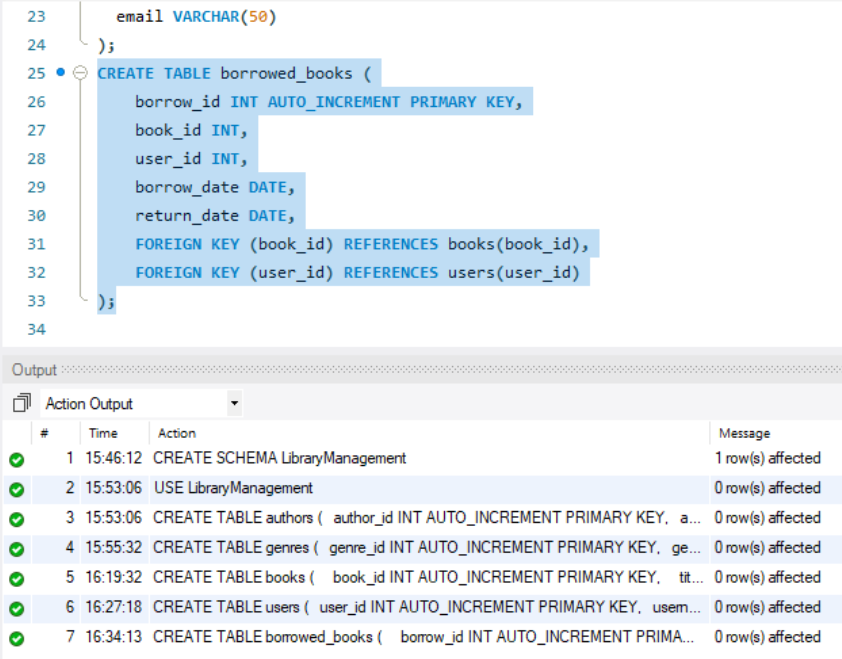 23 email VARCHAR(50)
24 );
25 CREATE TABLE borrowed_books (
26 borrow_id INT AUTO_INCREMENT PRIMARY KEY,
27 book_id INT,
28 user_id INT,
29 borrow_date DATE,
30 return_date DATE,
31 FOREIGN KEY (book_id) REFERENCES books(book_id),
32 FOREIGN KEY (user_id) REFERENCES users(user_id)
33 );
34
Output
Action Output
# Time Action Message
1 15:46:12 CREATE SCHEMA LibraryManagement 1 row(s) affected
2 15:53:06 USE LibraryManagement 0 row(s) affected
3 15:53:06 CREATE TABLE authors ( author_id INT AUTO_INCREMENT PRIMARY KEY, a... 0 row(s) affected
4 15:55:32 CREATE TABLE genres ( genre_id INT AUTO_INCREMENT PRIMARY KEY, ge... 0 row(s) affected
5 16:19:32 CREATE TABLE books ( book_id INT AUTO_INCREMENT PRIMARY KEY, tit... 0 row(s) affected
6 16:27:18 CREATE TABLE users ( user_id INT AUTO_INCREMENT PRIMARY KEY, usern... 0 row(s) affected
7 16:34:13 CREATE TABLE borrowed_books ( borrow_id INT AUTO_INCREMENT PRIMA... 0 row(s) affected